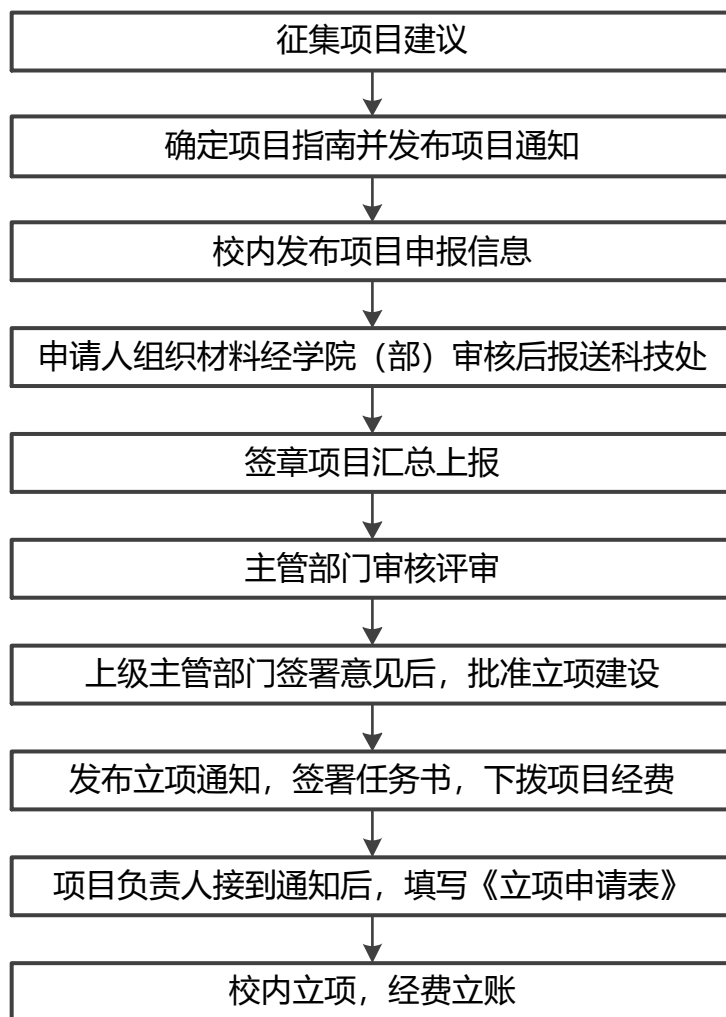 征集项目建议
确定项目指南并发布项目通知
校内发布项目申报信息
申请人组织材料经学院（部）审核后报送科技处
签章项目汇总上报
主管部门审核评审
上级主管部门签署意见后，批准立项建设
发布立项通知，签署任务书，下拨项目经费
项目负责人接到通知后，填写《立项申请表》
校内立项，经费立账